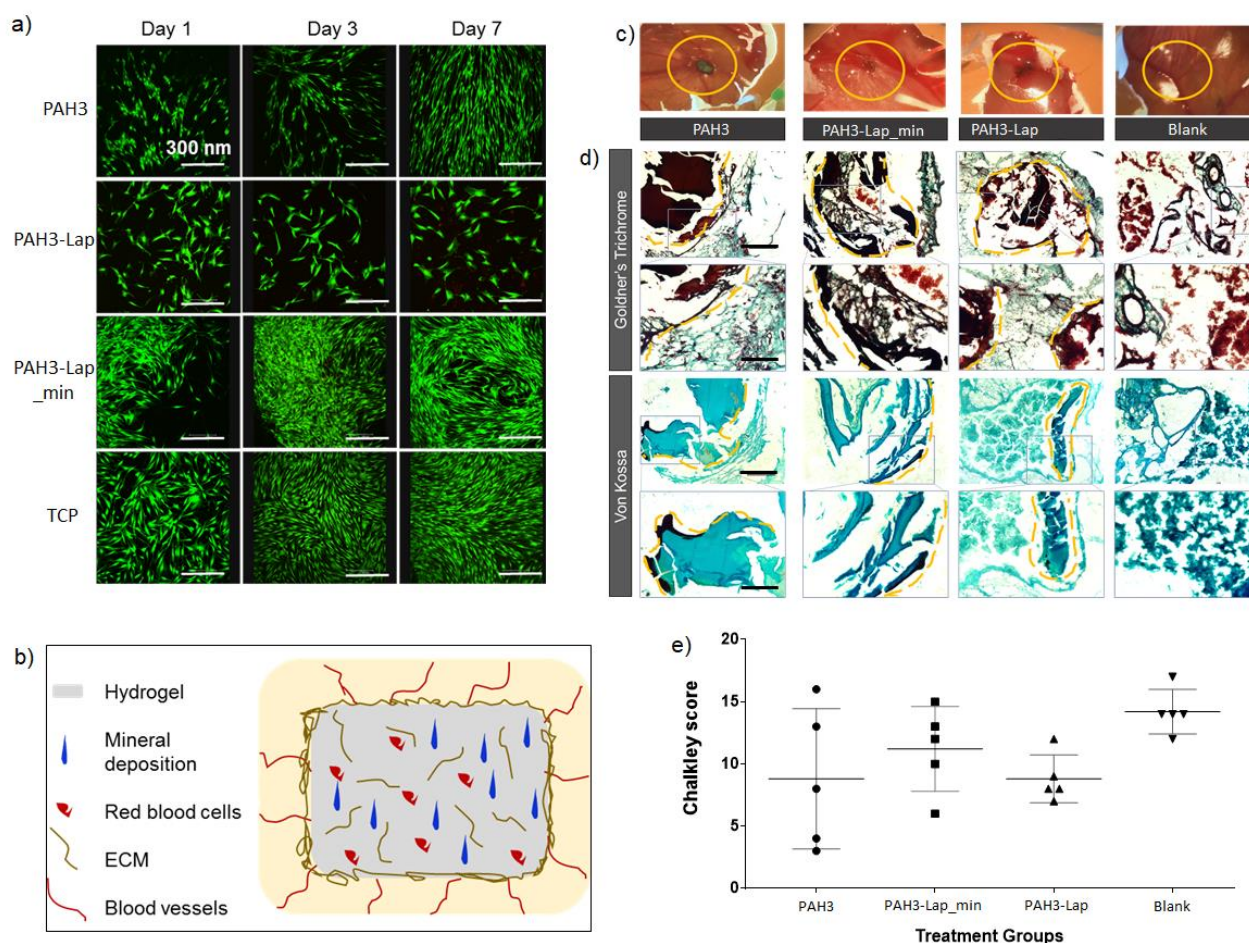 a)
Day 1 Day 3 Day 7
PAH3
300 nm
PAH3-Lap
PAH3-Lap
_min
TCP
b)
Hydrogel
Mineral
deposition
Red blood cells
ECM
Blood vessels
c)
PAH3 PAH3-Lap_min PAH3-Lap Blank
d)
Goldner's Trichrome
Von Kossa
e)
Chalkley score
20
15
10
5
0
PAH3 PAH3-Lap_min PAH3-Lap Blank
Treatment Groups